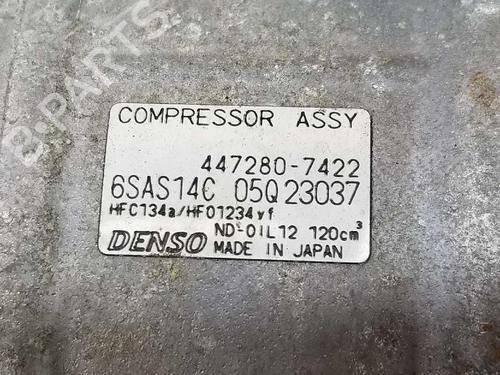 B-PARTS
COMPRESSOR ASSY
447280-7422
6SAS14C 05Q23037
HFC134a/HFO1234yf
DENSO ND-OIL12 120cm³
MADE IN JAPAN